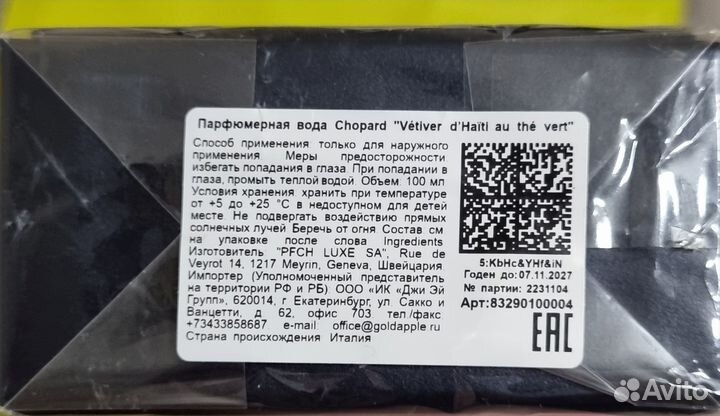 Парфюмерная вода Chopard "Vétiver d'Haïti au thé vert"
Способ применения только для наружного
применения Меры предосторожности
избегать попадания в глаза. При попадании в
глаза, промыть теплой водой. Объем: 100 мл
Условия хранения: хранить при температуре
от +5 до +25 °C в недоступном для детей
месте. Не подвергать воздействию прямых
солнечных лучей Беречь от огня Состав см
на упаковке после слова Ingredients
Изготовитель "PFCH LUXE SA", Rue de
Veyrot 14, 1217 Meyrin, Geneva, Швейцария.
Импортер (Уполномоченный представитель
на территории РФ и РБ): ООО «ИК «Джи Эй
Групп», 620014, г Екатеринбург, ул Сакко и
Ванцетти, д 62, офис 703 тел/факс
+73433858687 e-mail: office@goldapple.ru
Страна происхождения Италия
5:KbHc&YHf&iN
Годен до:07.11.2027
№ партии: 2231104
Арт:83290100004
EAC
Avito